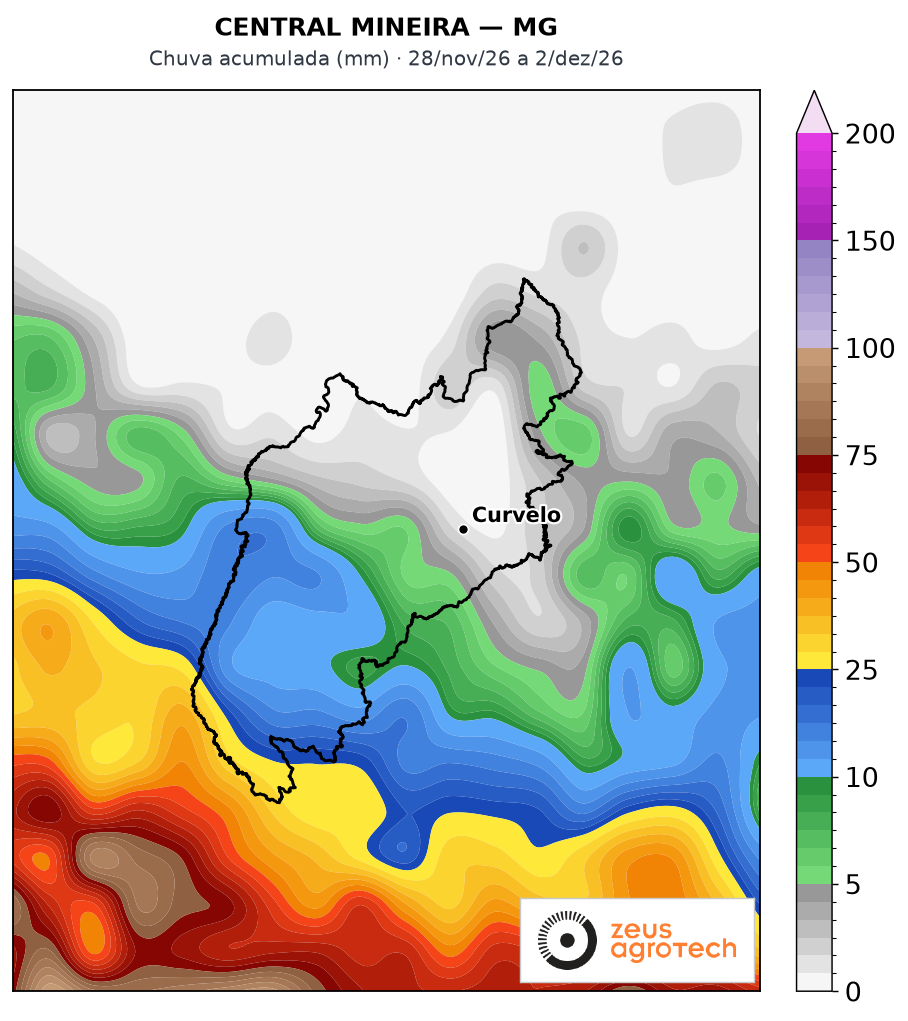 CENTRAL MINEIRA — MG
Chuva acumulada (mm) · 28/nov/26 a 2/dez/26
200
150
100
75
50
25
10
5
0
Curvelo
zeus
agrotech